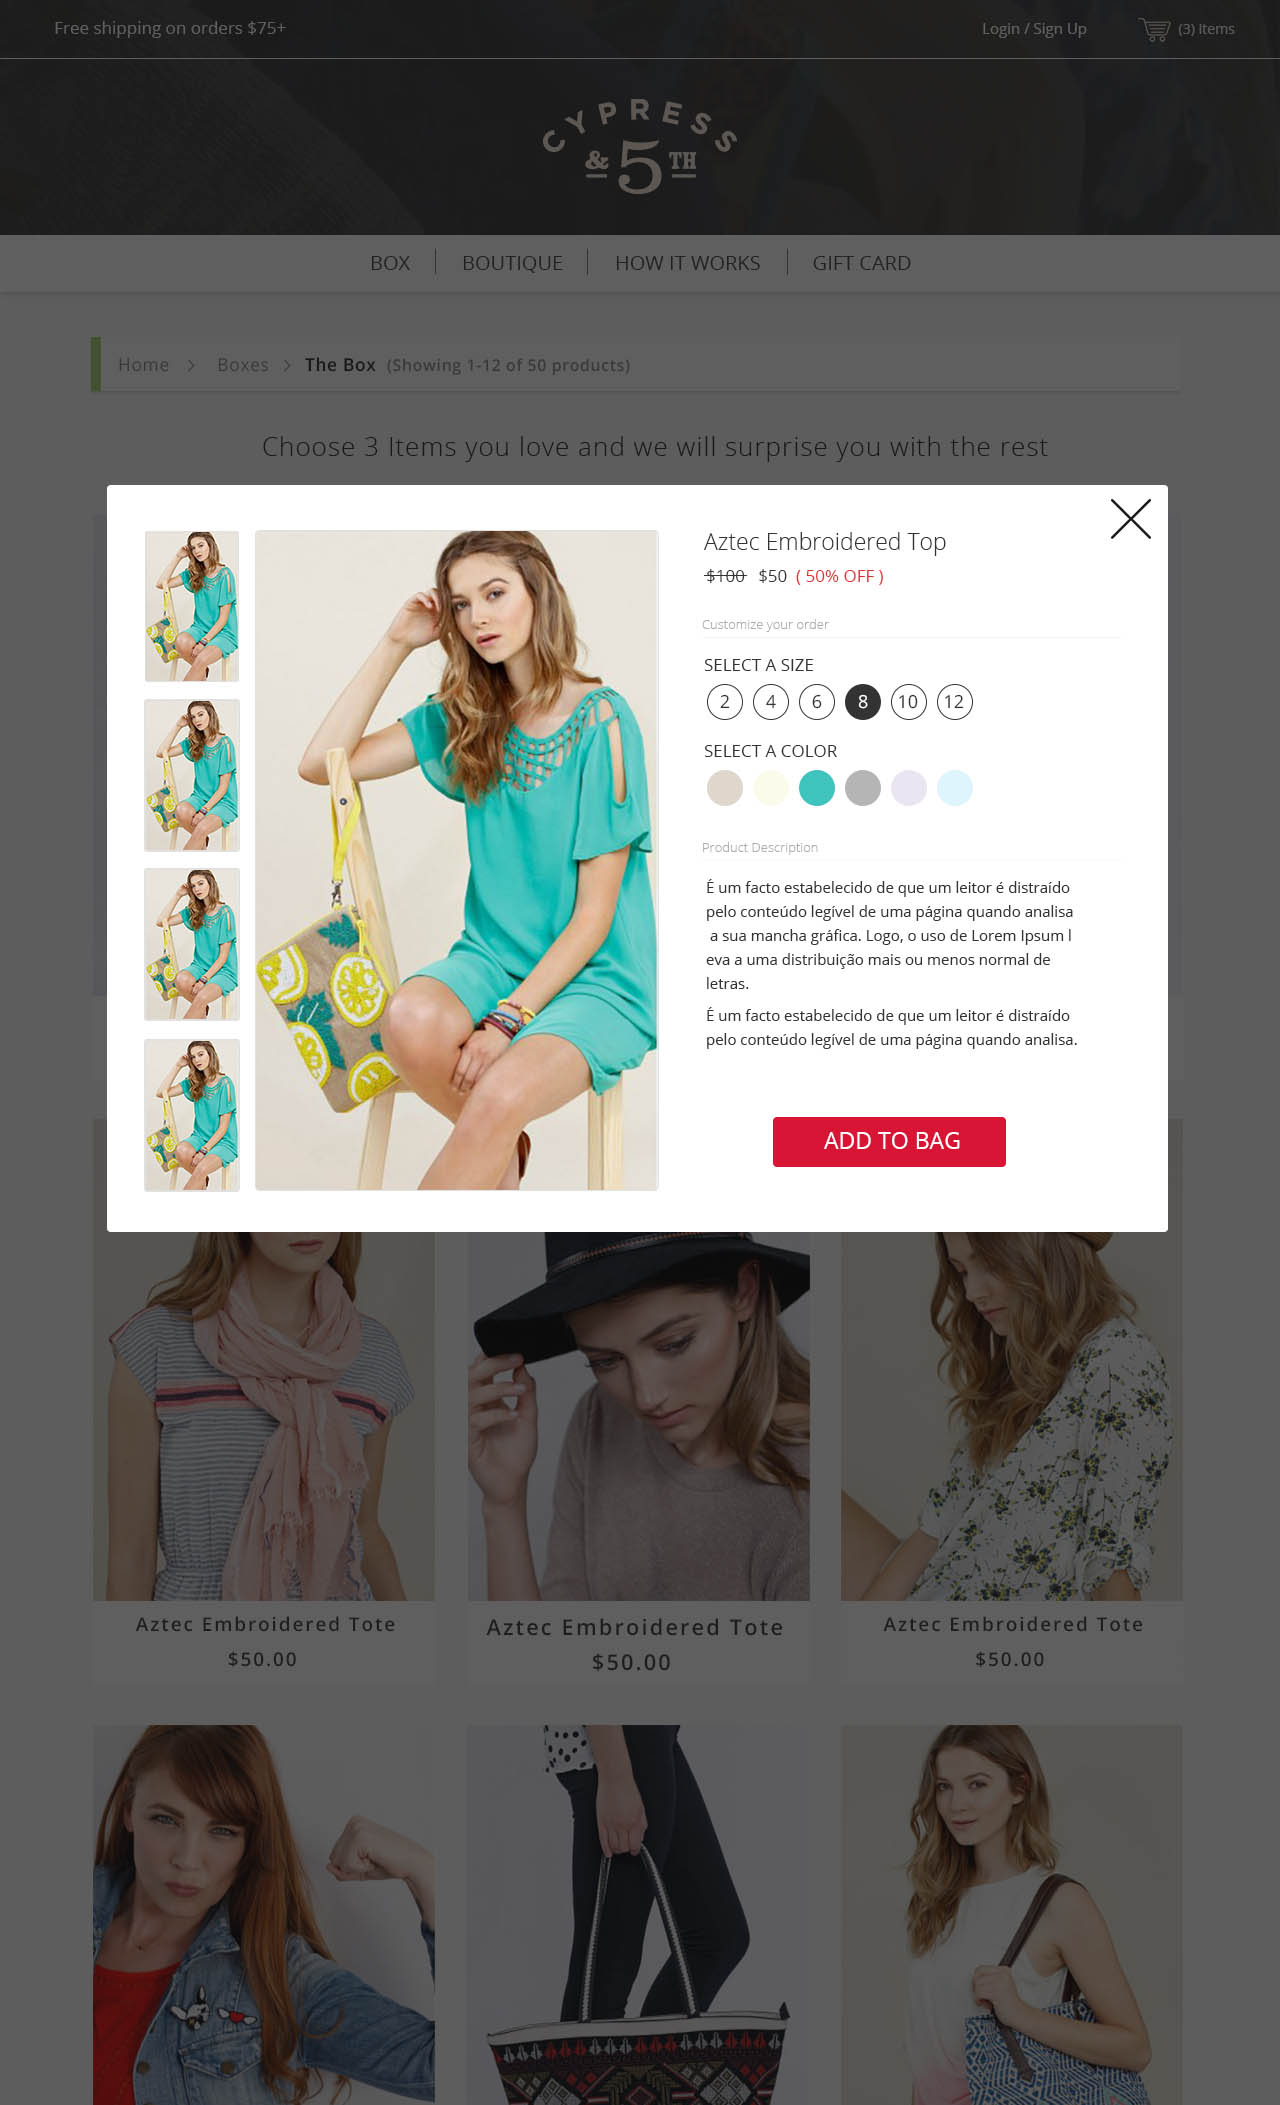 Free shipping on orders $75+
Login / Sign Up
(3) Items
CYPRESS
& 5TH
BOX
BOUTIQUE
HOW IT WORKS
GIFT CARD
Home > Boxes > The Box (Showing 1-12 of 50 products)
Choose 3 Items you love and we will surprise you with the rest
Aztec Embroidered Top
$100 $50 ( 50% OFF )
Customize your order
SELECT A SIZE
2 4 6 8 10 12
SELECT A COLOR
Product Description
É um facto estabelecido de que um leitor é distraído
pelo conteúdo legível de uma página quando analisa
a sua mancha gráfica. Logo, o uso de Lorem Ipsum l
eva a uma distribuição mais ou menos normal de
letras.
É um facto estabelecido de que um leitor é distraído
pelo conteúdo legível de uma página quando analisa.
ADD TO BAG
Aztec Embroidered Tote
$50.00
Aztec Embroidered Tote
$50.00
Aztec Embroidered Tote
$50.00